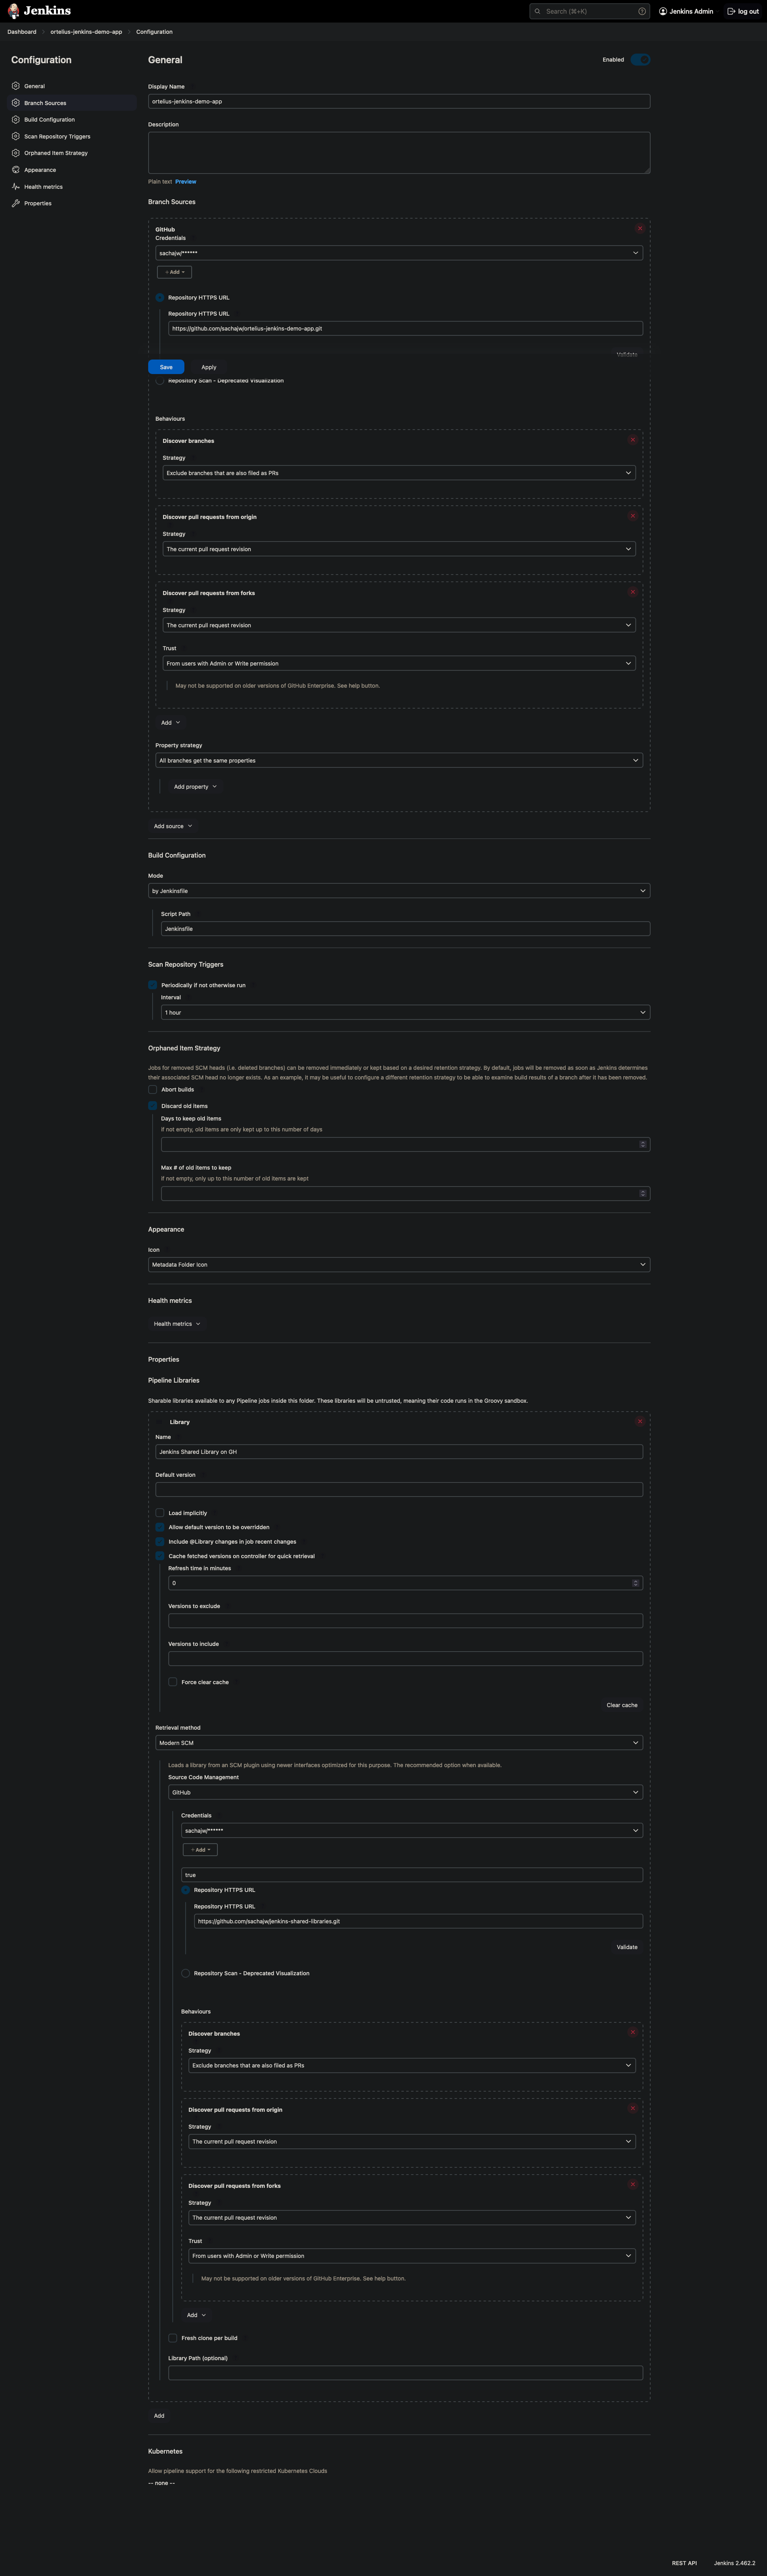 Jenkins
Search (⌘+K)
Jenkins Admin
log out
Dashboard
ortelius-jenkins-demo-app
Configuration
Configuration
General
Branch Sources
Build Configuration
Scan Repository Triggers
Orphaned Item Strategy
Appearance
Health metrics
Properties
General
Enabled
Display Name
ortelius-jenkins-demo-app
Description
Plain text Preview
Branch Sources
GitHub
Credentials
sachajw/******
+ Add
Repository HTTPS URL
Repository HTTPS URL
https://github.com/sachajw/ortelius-jenkins-demo-app.git
Validate
Save
Apply
Repository Scan - Deprecated Visualization
Behaviours
Discover branches
Strategy
Exclude branches that are also filed as PRs
Discover pull requests from origin
Strategy
The current pull request revision
Discover pull requests from forks
Strategy
The current pull request revision
Trust
From users with Admin or Write permission
May not be supported on older versions of GitHub Enterprise. See help button.
Add
Property strategy
All branches get the same properties
Add property
Add source
Build Configuration
Mode
by Jenkinsfile
Script Path
Jenkinsfile
Scan Repository Triggers
Periodically if not otherwise run
Interval
1 hour
Orphaned Item Strategy
Jobs for removed SCM heads (i.e. deleted branches) can be removed immediately or kept based on a desired retention strategy. By default, jobs will be removed as soon as Jenkins determines
their associated SCM head no longer exists. As an example, it may be useful to configure a different retention strategy to be able to examine build results of a branch after it has been removed.
Abort builds
Discard old items
Days to keep old items
if not empty, old items are only kept up to this number of days
Max # of old items to keep
if not empty, only up to this number of old items are kept
Appearance
Icon
Metadata Folder Icon
Health metrics
Health metrics
Properties
Pipeline Libraries
Sharable libraries available to any Pipeline jobs inside this folder. These libraries will be untrusted, meaning their code runs in the Groovy sandbox.
Library
Name
Jenkins Shared Library on GH
Default version
Load implicitly
Allow default version to be overridden
Include @Library changes in job recent changes
Cache fetched versions on controller for quick retrieval
Refresh time in minutes
0
Versions to exclude
Versions to include
Force clear cache
Clear cache
Retrieval method
Modern SCM
Loads a library from an SCM plugin using newer interfaces optimized for this purpose. The recommended option when available.
Source Code Management
GitHub
Credentials
sachajw/******
+ Add
true
Repository HTTPS URL
Repository HTTPS URL
https://github.com/sachajw/jenkins-shared-libraries.git
Validate
Repository Scan - Deprecated Visualization
Behaviours
Discover branches
Strategy
Exclude branches that are also filed as PRs
Discover pull requests from origin
Strategy
The current pull request revision
Discover pull requests from forks
Strategy
The current pull request revision
Trust
From users with Admin or Write permission
May not be supported on older versions of GitHub Enterprise. See help button.
Add
Fresh clone per build
Library Path (optional)
Add
Kubernetes
Allow pipeline support for the following restricted Kubernetes Clouds
-- none --
REST API
Jenkins 2.462.2